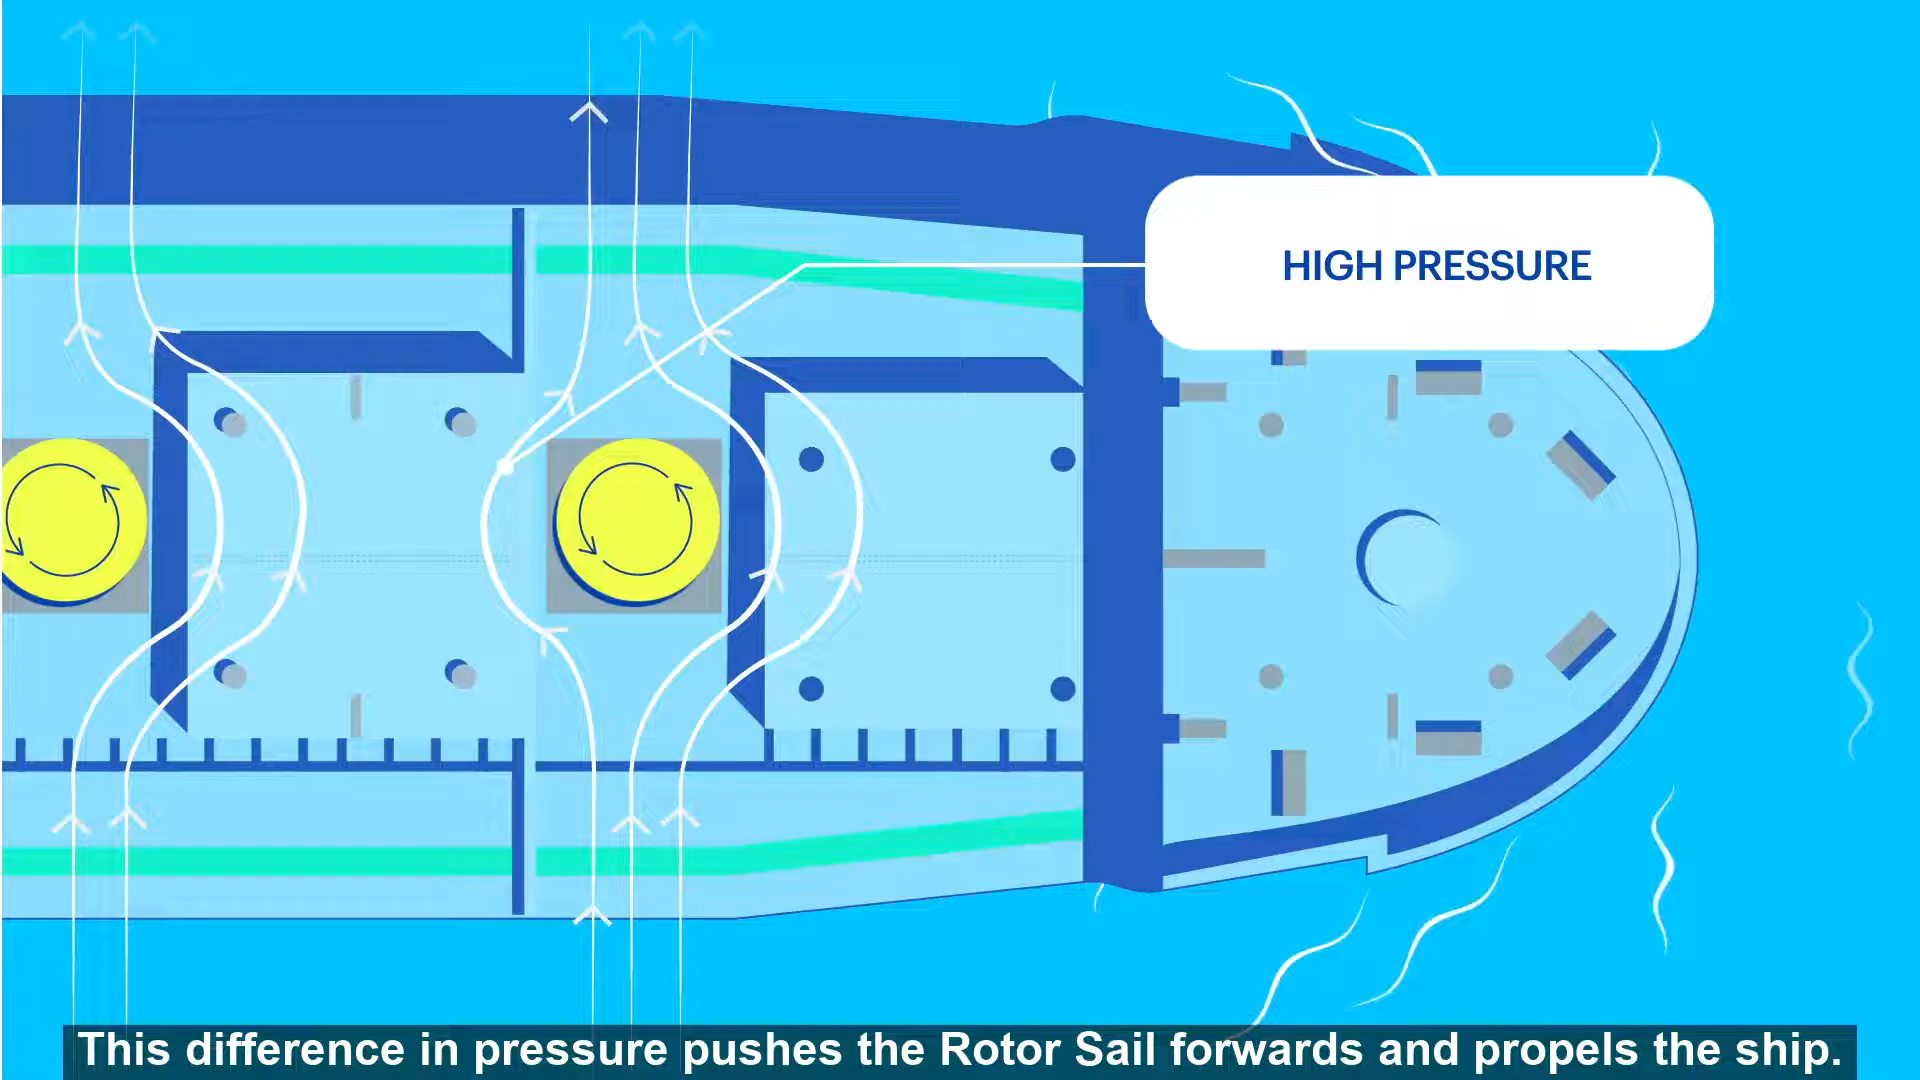 HIGH PRESSURE
This difference in pressure pushes the Rotor Sail forwards and propels the ship.